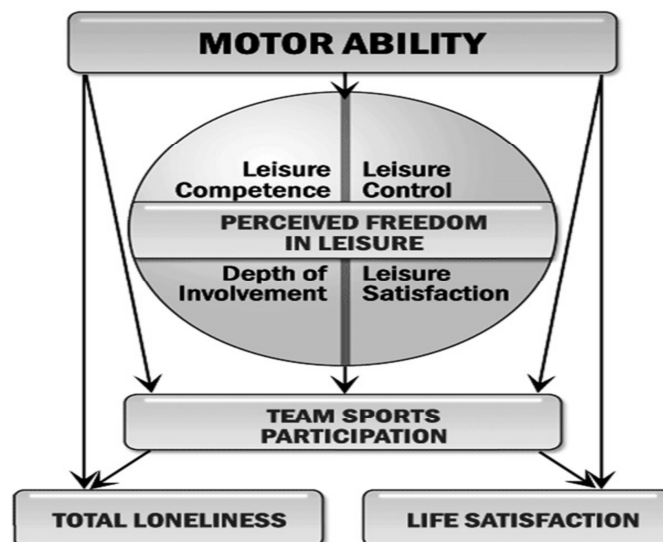 MOTOR ABILITY
Leisure
Competence
Leisure
Control
PERCEIVED FREEDOM
IN LEISURE
Depth of
Involvement
Leisure
Satisfaction
TEAM SPORTS
PARTICIPATION
TOTAL LONELINESS
LIFE SATISFACTION